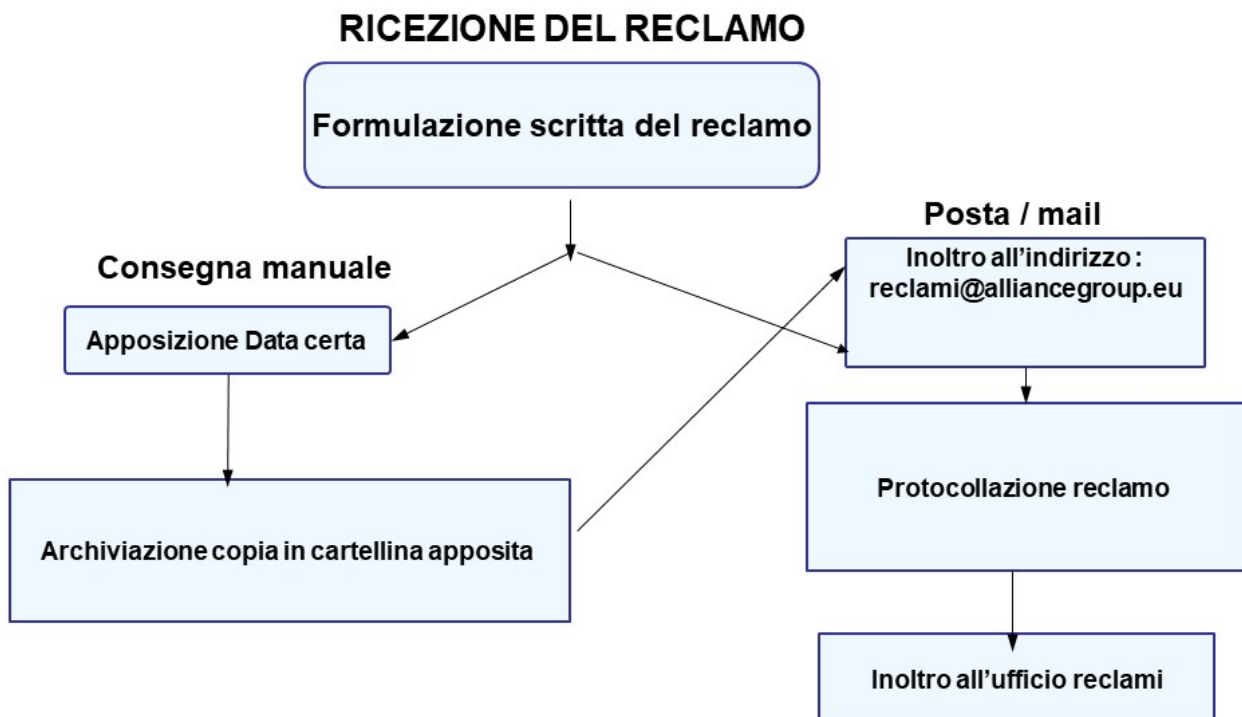 RICEZIONE DEL RECLAMO
Formulazione scritta del reclamo
Consegna manuale
Apposizione Data certa
Archiviazione copia in cartellina apposita
Posta / mail
Inoltro all’indirizzo :
reclami@alliancegroup.eu
Protocollazione reclamo
Inoltro all’ufficio reclami